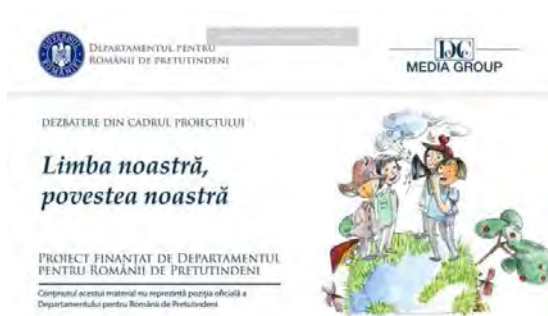 DEPARTAMENTUL PENTRU
ROMÂNII DE PRETUTINDENI
MEDIA GROUP
DEZBATERE DIN CADRUL PROIECTULUI
Limba noastră,
povestea noastră
PROIECT FINANȚAT DE DEPARTAMENTUL
PENTRU ROMÂNII DE PRETUTINDENI
Conținutul acestui material nu reprezintă poziția oficială a
Departamentului pentru Românii de Pretutindeni